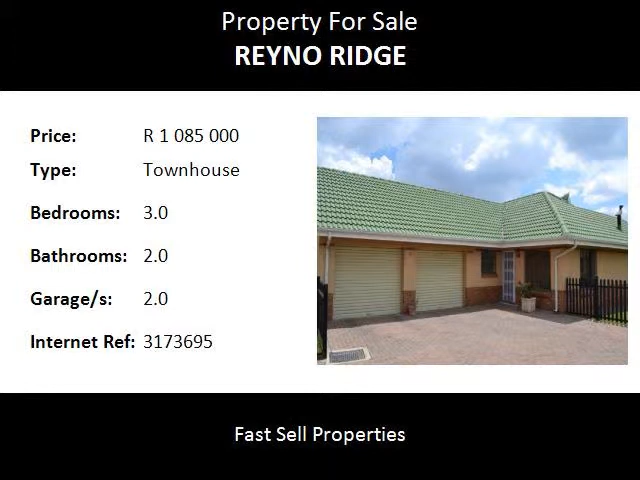 Property For Sale
REYNO RIDGE
Price: R 1 085 000
Type: Townhouse
Bedrooms: 3.0
Bathrooms: 2.0
Garage/s: 2.0
Internet Ref: 3173695
Fast Sell Properties